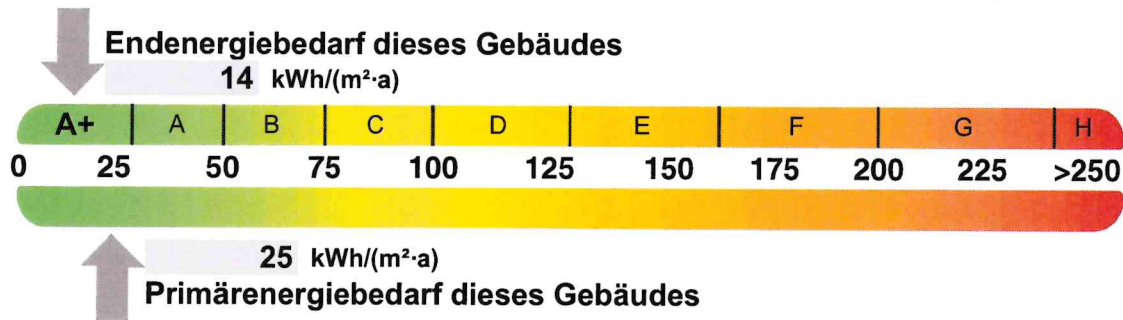 Endenergiebedarf dieses Gebäudes
14 kWh/(m²·a)
A+ A B C D E F G H
0 25 50 75 100 125 150 175 200 225 >250
25 kWh/(m²·a)
Primärenergiebedarf dieses Gebäudes